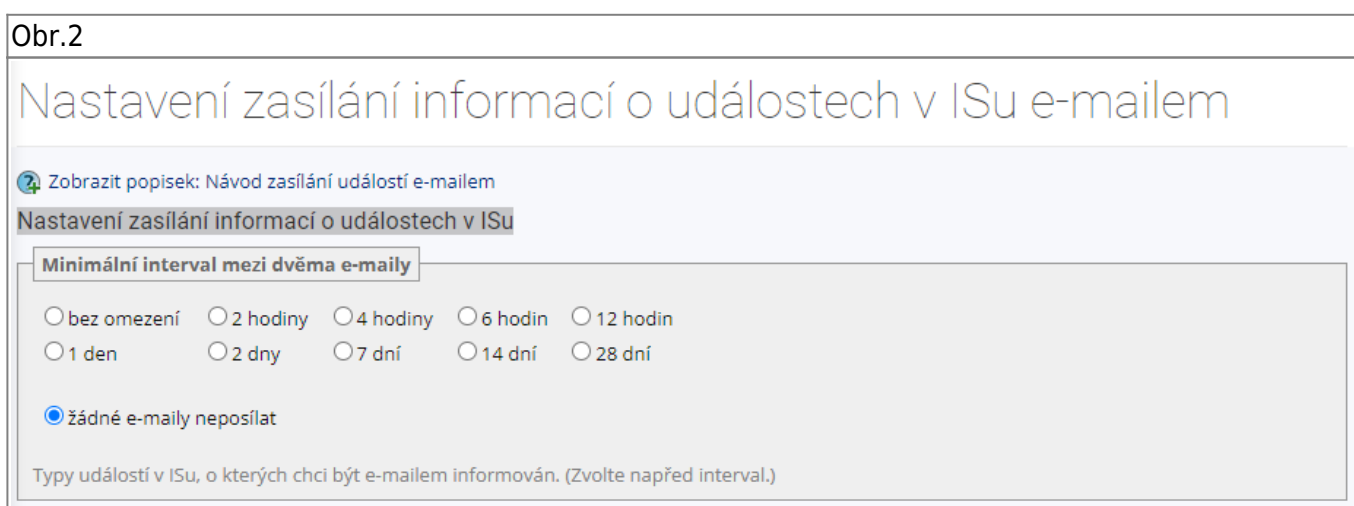 Obr.2
Nastavení zasílání informací o událostech v ISu e-mailem
Zobrazit popisek: Návod zasílání událostí e-mailem
Nastavení zasílání informací o událostech v ISu
Minimální interval mezi dvěma e-maily
bez omezení 2 hodiny 4 hodiny 6 hodin 12 hodin
1 den 2 dny 7 dní 14 dní 28 dní
žádné e-maily neposílat
Typy událostí v ISu, o kterých chci být e-mailem informován. (Zvolte napřed interval.)